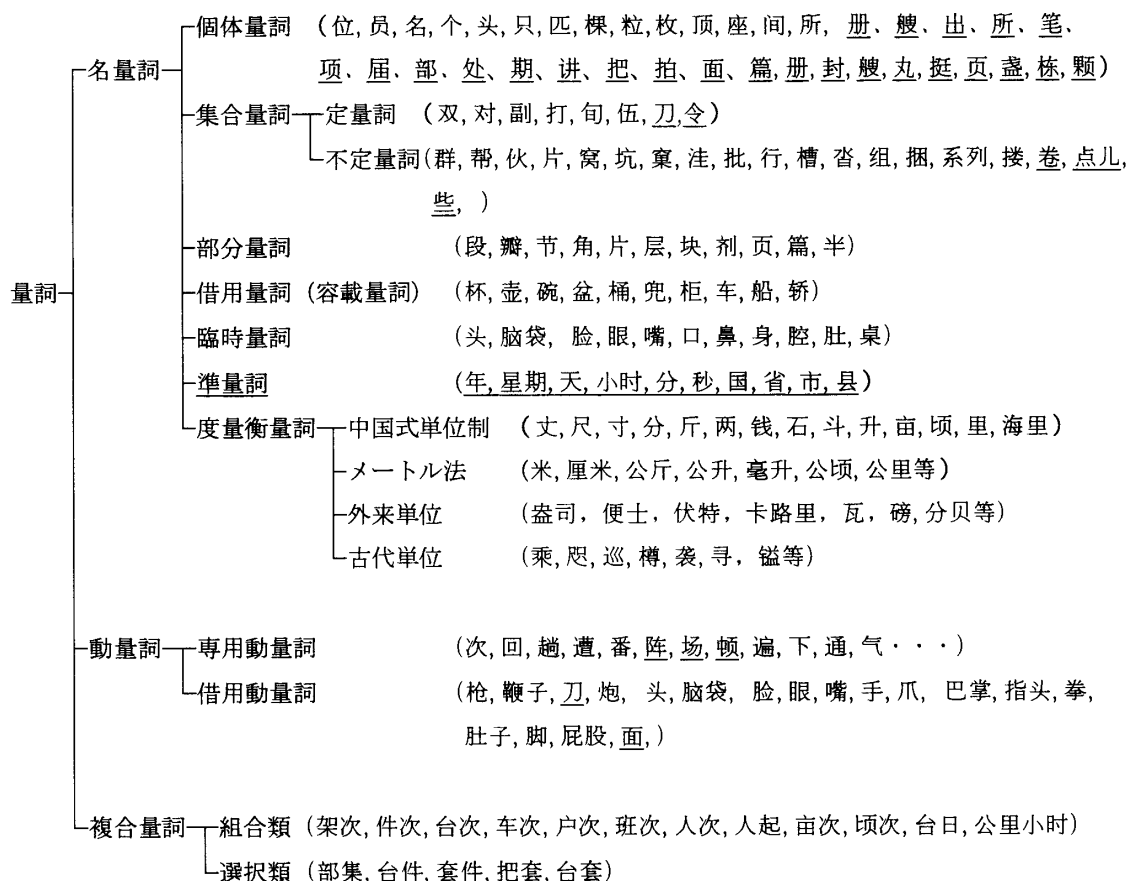 個体量詞 (位, 员, 名, 个, 头, 只, 匹, 棵, 粒, 枚, 顶, 座, 间, 所, 册、艘、出、所、笔、
名量詞 项、届、部、处、期、讲、把、拍、面、篇, 册, 封, 艘, 丸, 挺, 页, 盏, 栋, 颗)
集合量詞 定量詞 (双, 对, 副, 打, 旬, 伍, 刀, 令)
不定量詞(群, 帮, 伙, 片, 窝, 坑, 窠, 洼, 批, 行, 槽, 沓, 组, 捆, 系列, 搂, 卷, 点儿,
些, )
部分量詞 (段, 瓣, 节, 角, 片, 层, 块, 剂, 页, 篇, 半)
量詞 借用量詞 (容載量詞) (杯, 壶, 碗, 盆, 桶, 兜, 柜, 车, 船, 轿)
臨時量詞 (头, 脑袋, 脸, 眼, 嘴, 口, 鼻, 身, 腔, 肚, 桌)
準量詞 (年, 星期, 天, 小时, 分, 秒, 国, 省, 市, 县)
度量衡量詞 中国式単位制 (丈, 尺, 寸, 分, 斤, 两, 钱, 石, 斗, 升, 亩, 顷, 里, 海里)
メートル法 (米, 厘米, 公斤, 公升, 毫升, 公顷, 公里等)
外来単位 (盎司, 便士, 伏特, 卡路里, 瓦, 磅, 分贝等)
古代単位 (乘, 咫, 巡, 樽, 袭, 寻, 镒等)
動量詞 専用動量詞 (次, 回, 趟, 遭, 番, 阵, 场, 顿, 遍, 下, 通, 气・・・)
借用動量詞 (枪, 鞭子, 刀, 炮, 头, 脑袋, 脸, 眼, 嘴, 手, 爪, 巴掌, 指头, 拳,
肚子, 脚, 屁股, 面, )
複合量詞 組合類 (架次, 件次, 台次, 车次, 户次, 班次, 人次, 人起, 亩次, 顷次, 台日, 公里小时)
選択類 (部集, 台件, 套件, 把套, 台套)